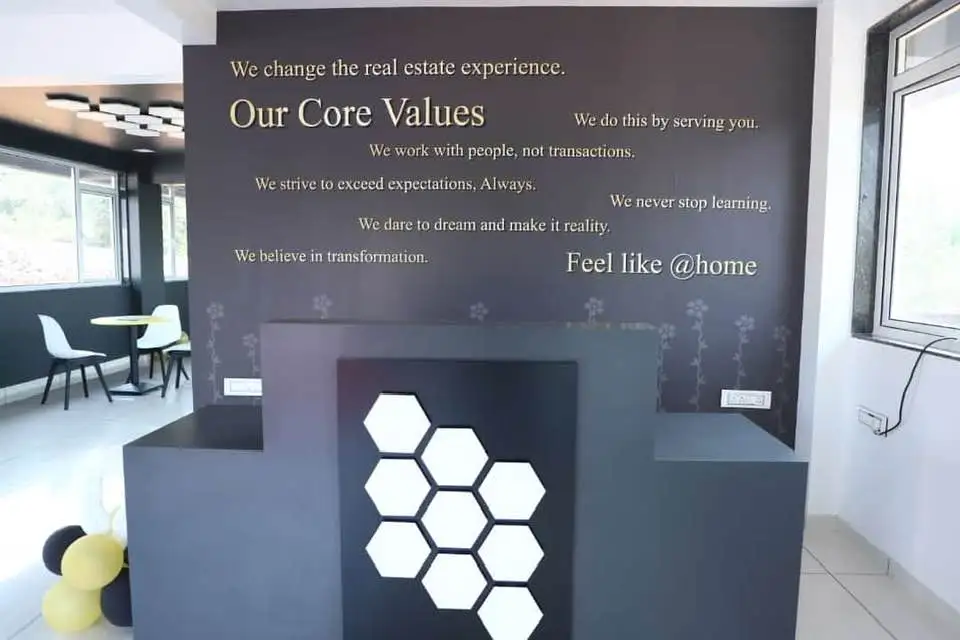 We change the real estate experience.
Our Core Values
We do this by serving you.
We work with people, not transactions.
We strive to exceed expectations, Always.
We never stop learning.
We dare to dream and make it reality.
We believe in transformation.
Feel like @home